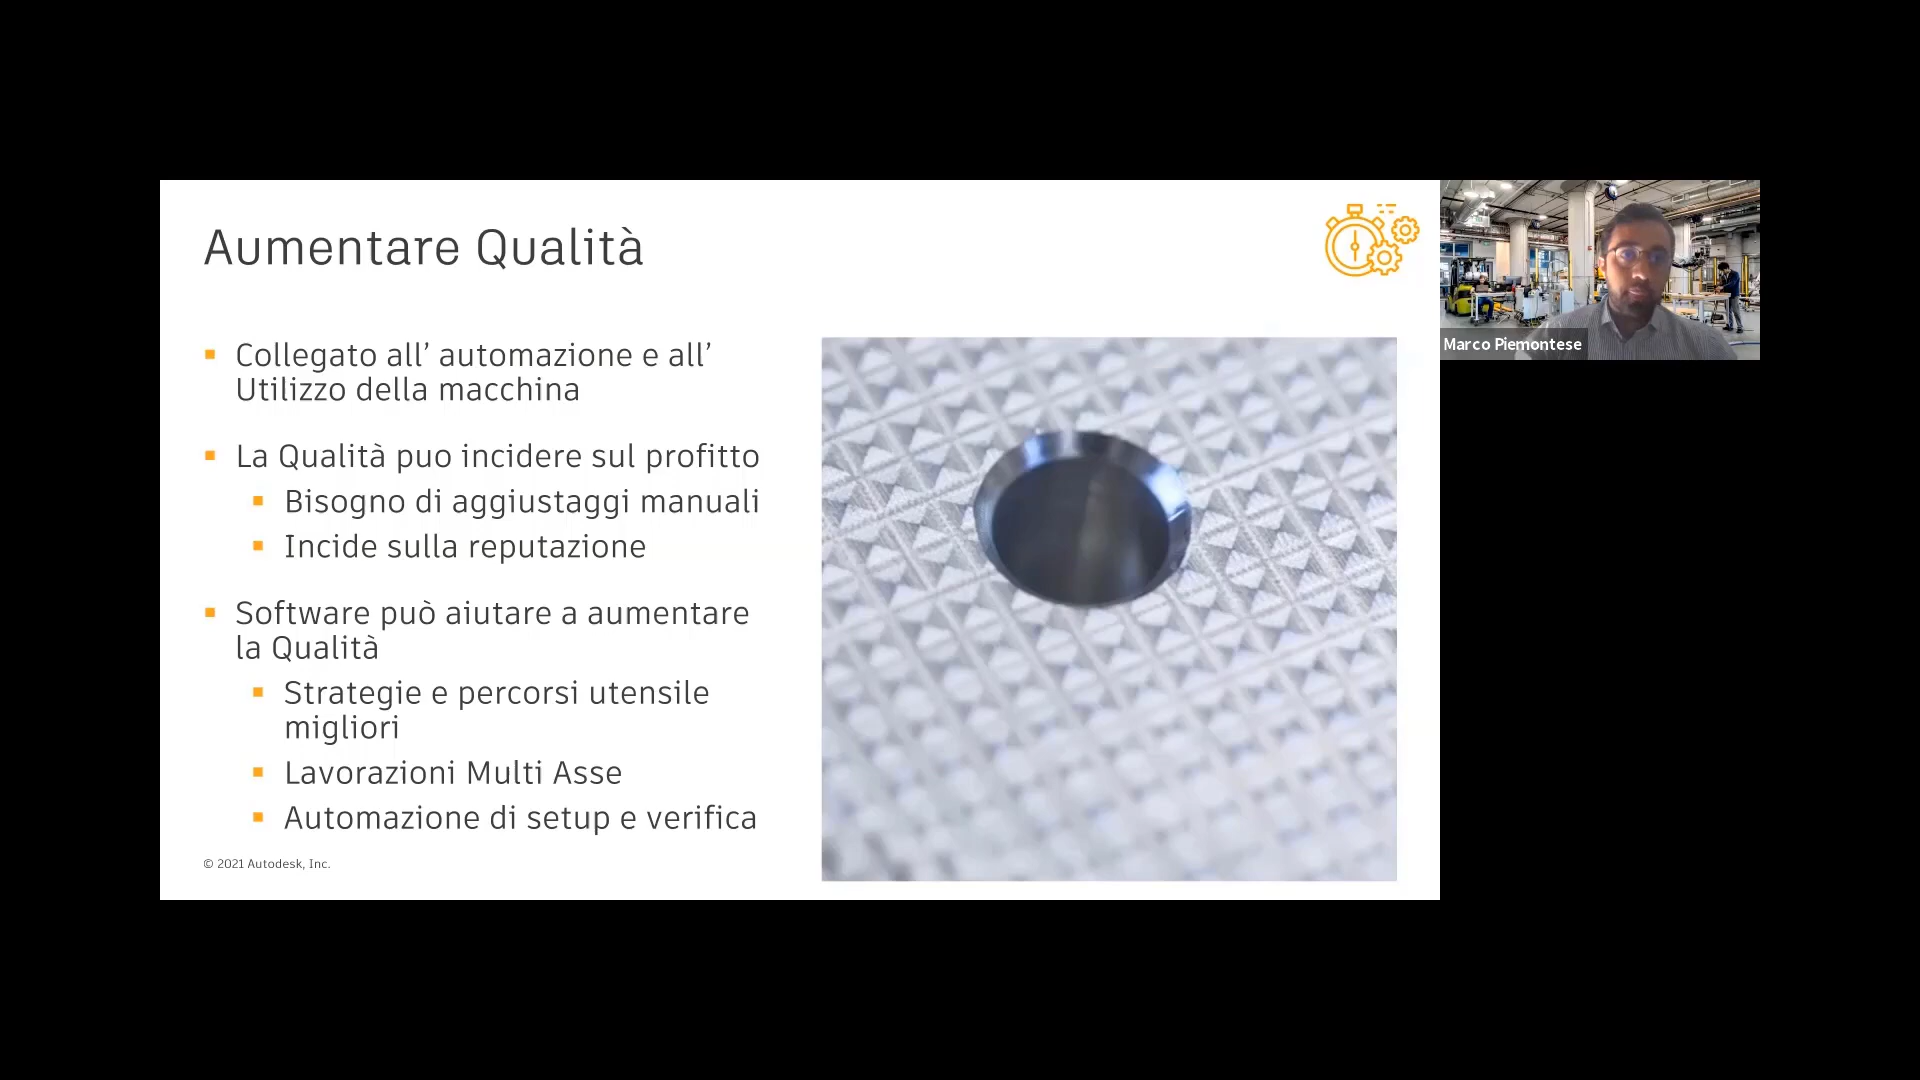 Aumentare Qualità
Collegato all’ automazione e all’
Utilizzo della macchina
La Qualità puo incidere sul profitto
Bisogno di aggiustaggi manuali
Incide sulla reputazione
Software può aiutare a aumentare
la Qualità
Strategie e percorsi utensile
migliori
Lavorazioni Multi Asse
Automazione di setup e verifica
© 2021 Autodesk, Inc.
Marco Piemontese